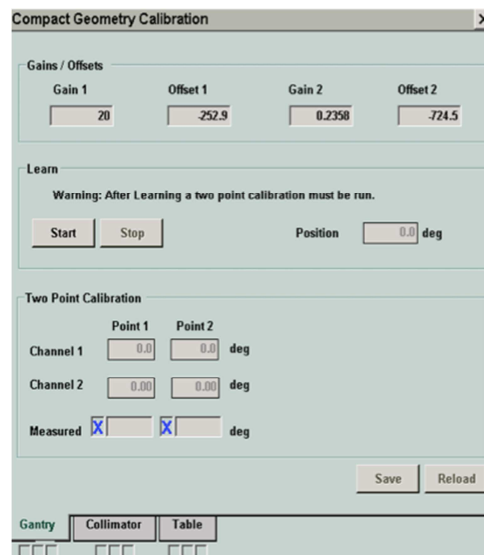 Compact Geometry Calibration X
Gains / Offsets
Gain 1 Offset 1 Gain 2 Offset 2
20 -252.9 0.2358 -724.5
Learn
Warning: After Learning a two point calibration must be run.
Start Stop Position 0.0 deg
Two Point Calibration
Point 1 Point 2
Channel 1 0.0 0.0 deg
Channel 2 0.00 0.00 deg
Measured X X deg
Save Reload
Gantry Collimator Table